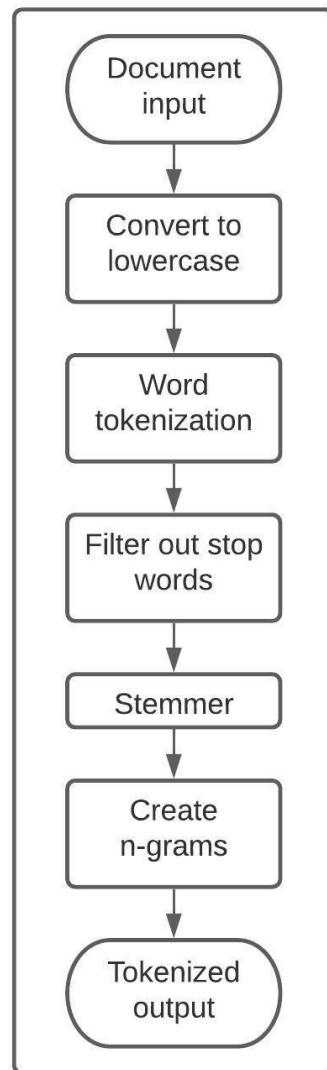 Document
input
Convert to
lowercase
Word
tokenization
Filter out stop
words
Stemmer
Create
n-grams
Tokenized
output